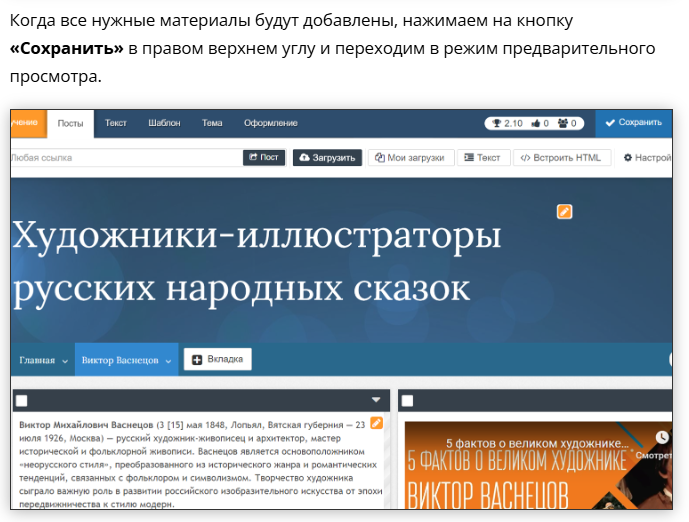 Когда все нужные материалы будут добавлены, нажимаем на кнопку
«Сохранить» в правом верхнем углу и переходим в режим предварительного
просмотра.
учение Посты Текст Шаблон Тема Оформление 2.10 0 0 Сохранить
Любая ссылка Пост Загрузить Мои загрузки Текст </> Встроить HTML Настрой
Художники-иллюстраторы
русских народных сказок
Главная Виктор Васнецов Вкладка
Виктор Михайлович Васнецов (3 [15] мая 1848, Лопьял, Вятская губерния — 23
июля 1926, Москва) — русский художник-живописец и архитектор, мастер
исторической и фольклорной живописи. Васнецов является основоположником
«неорусского стиля», преобразованного из исторического жанра и романтических
тенденций, связанных с фольклором и символизмом. Творчество художника
сыграло важную роль в развитии российского изобразительного искусства от эпохи
передвижничества к стилю модерн.
5 фактов о великом художнике...
Смотрет
5 ФАКТОВ О ВЕЛИКОМ ХУДОЖНИКЕ
ВИКТОР ВАСНЕЦОВ